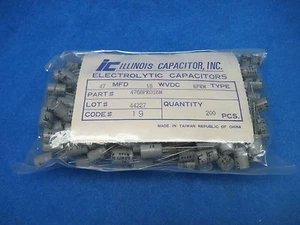 ic ILLINOIS CAPACITOR, INC.
ELECTROLYTIC CAPACITORS
47 MFD WVDC TYPE
PART#
LOT # 44227 QUANTITY
CODE# 19 200 PCS.
MADE IN TAIWAN REPUBLIC OF CHINA